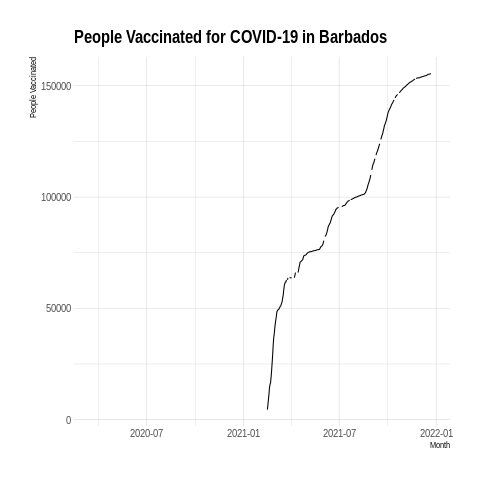 People Vaccinated for COVID-19 in Barbados
People Vaccinated
150000
100000
50000
0
2020-07 2021-01 2021-07 2022-01
Month